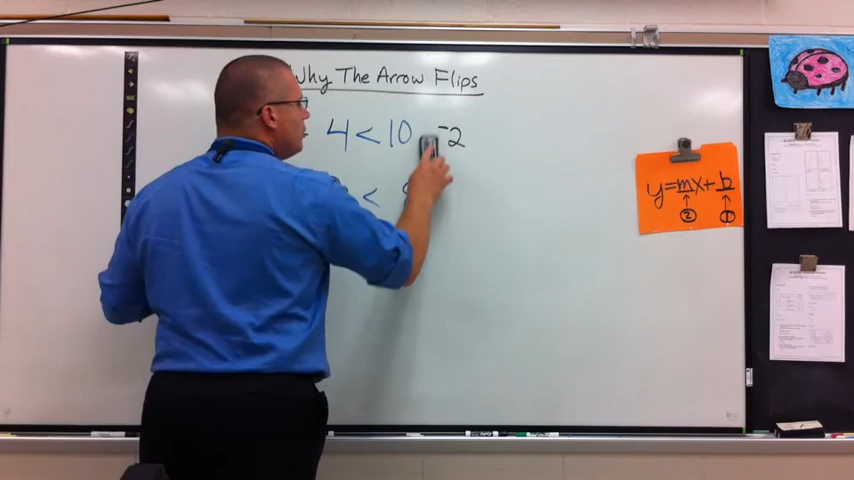 Why The Arrow Flips
4 < 10 -2
<
y=mx+b
② ①